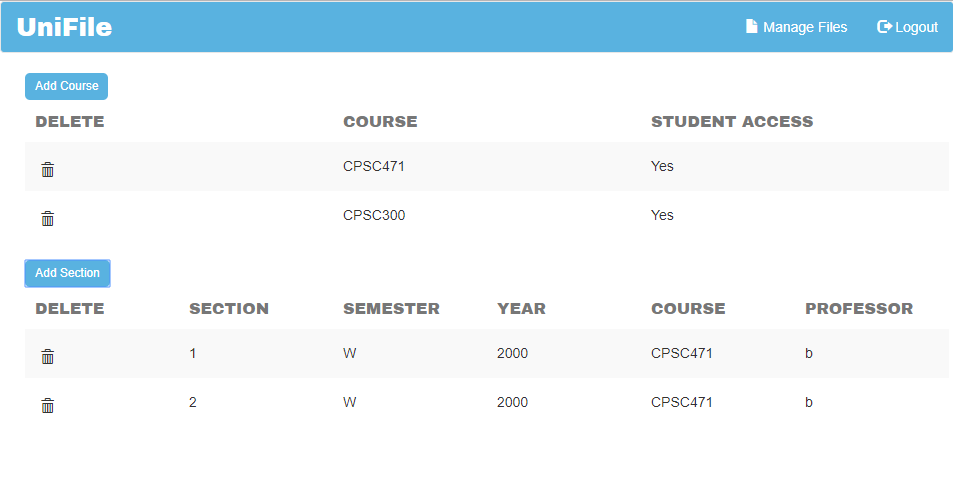 UniFile Manage Files Logout
Add Course
DELETE COURSE STUDENT ACCESS
CPSC471 Yes
CPSC300 Yes
Add Section
DELETE SECTION SEMESTER YEAR COURSE PROFESSOR
1 W 2000 CPSC471 b
2 W 2000 CPSC471 b